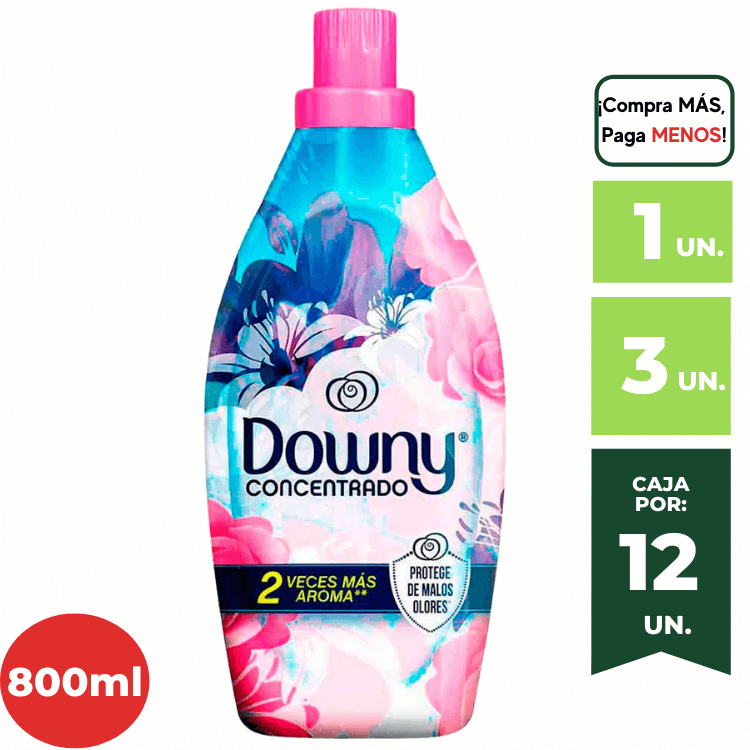 ¡Compra MÁS,
Paga MENOS!
1 UN.
3 UN.
CAJA
POR:
12
UN.
Downy®
CONCENTRADO
2 VECES MÁS
AROMA**
PROTEGE
DE MALOS
OLORES*
800ml